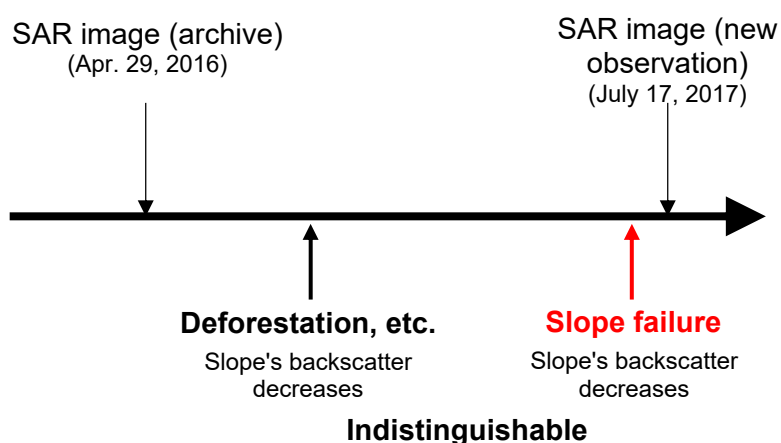 SAR image (archive)
(Apr. 29, 2016)
SAR image (new
observation)
(July 17, 2017)
Deforestation, etc.
Slope's backscatter
decreases
Slope failure
Slope's backscatter
decreases
Indistinguishable